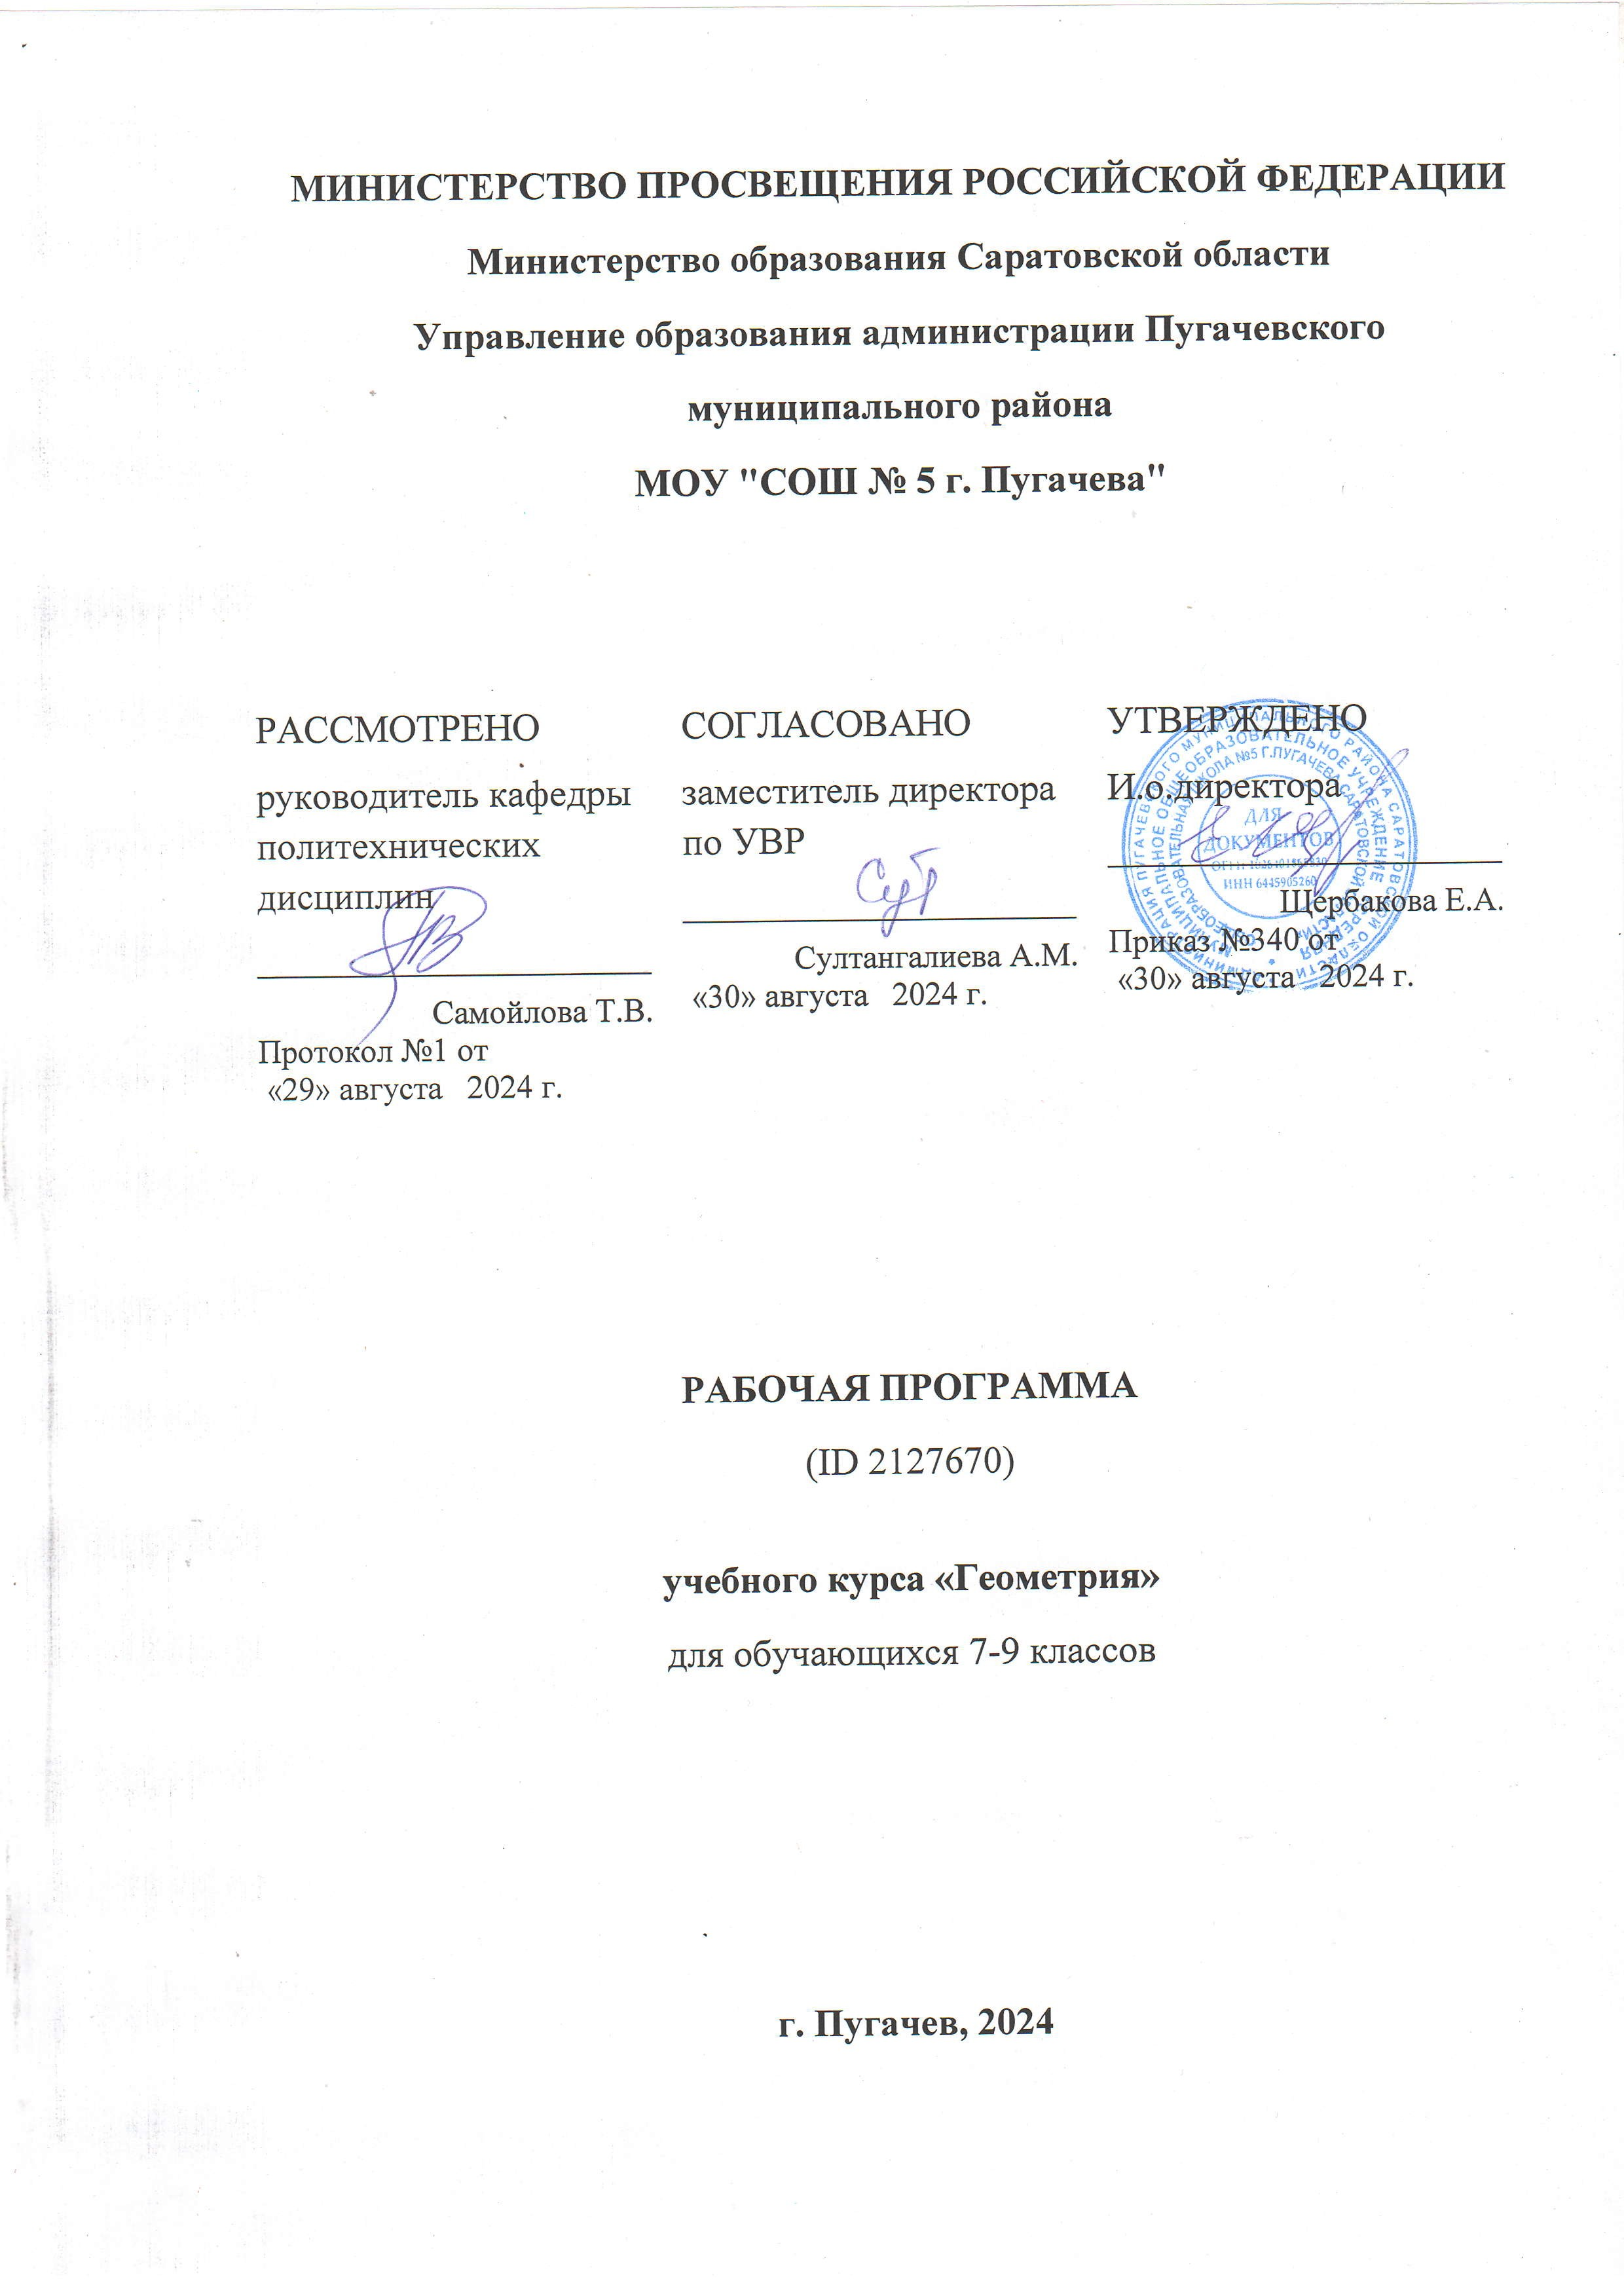 МИНИСТЕРСТВО ПРОСВЕЩЕНИЯ РОССИЙСКОЙ ФЕДЕРАЦИИ
Министерство образования Саратовской области
Управление образования администрации Пугачевского
муниципального района
МОУ "СОШ № 5 г. Пугачева"
РАССМОТРЕНО
руководитель кафедры
политехнических
дисциплин
Самойлова Т.В.
Протокол №1 от
«29» августа 2024 г.
СОГЛАСОВАНО
заместитель директора
по УВР
Султангалиева А.М.
«30» августа 2024 г.
УТВЕРЖДЕНО
И.о.директора
Щербакова Е.А.
Приказ №340 от
«30» августа 2024 г.
ДЛЯ
ДОКУМЕНТОВ
ИНН 6445905260
РАБОЧАЯ ПРОГРАММА
(ID 2127670)
учебного курса «Геометрия»
для обучающихся 7-9 классов
г. Пугачев, 2024